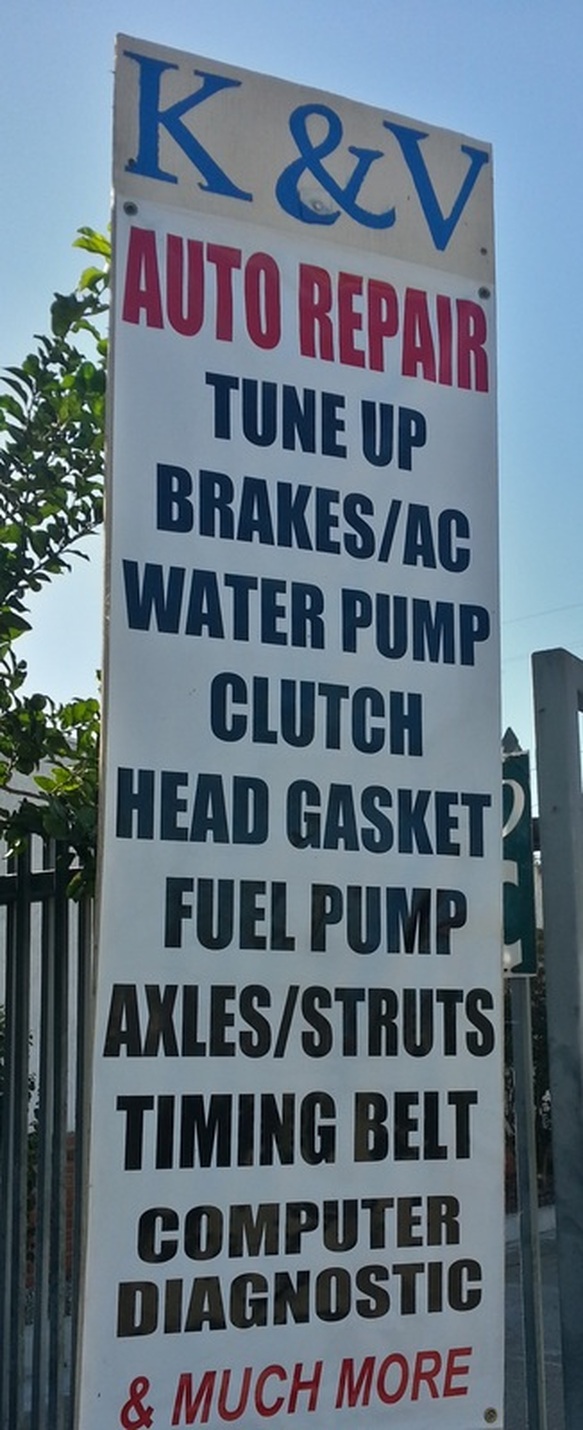 K & V
AUTO REPAIR
TUNE UP
BRAKES/AC
WATER PUMP
CLUTCH
HEAD GASKET
FUEL PUMP
AXLES/STRUTS
TIMING BELT
COMPUTER
DIAGNOSTIC
& MUCH MORE